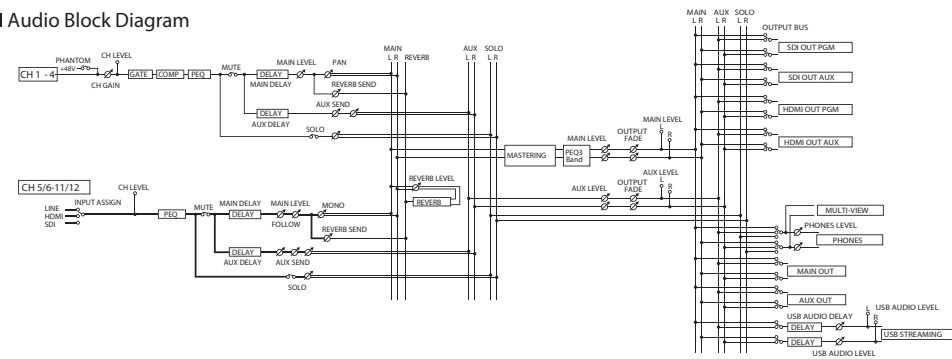 Audio Block Diagram
MAIN AUX SOLO
L R L R L R
OUTPUT BUS
SDI OUT PGM
SDI OUT AUX
HDMI OUT PGM
HDMI OUT AUX
MAIN AUX SOLO
L R REVERB L R L R
CH 1 - 4
PHANTOM
+48V
CH LEVEL
CH GAIN
GATE COMP PEQ
MUTE
DELAY
MAIN DELAY
MAIN LEVEL
PAN
REVERB SEND
DELAY
AUX DELAY
AUX SEND
SOLO
MASTERING
PEQ3
Band
MAIN LEVEL
OUTPUT
FADE
MAIN LEVEL
L
R
AUX LEVEL
OUTPUT
FADE
AUX LEVEL
L
R
REVERB LEVEL
REVERB
CH 5/6-11/12
LINE
HDMI
SDI
INPUT ASSIGN
CH LEVEL
PEQ
MUTE
MAIN DELAY
DELAY
MAIN LEVEL
FOLLOW
MONO
REVERB SEND
DELAY
AUX DELAY
AUX SEND
SOLO
MULTI-VIEW
PHONES LEVEL
PHONES
MAIN OUT
AUX OUT
USB AUDIO DELAY
DELAY
DELAY
L
R
USB AUDIO LEVEL
USB STREAMING
USB AUDIO LEVEL